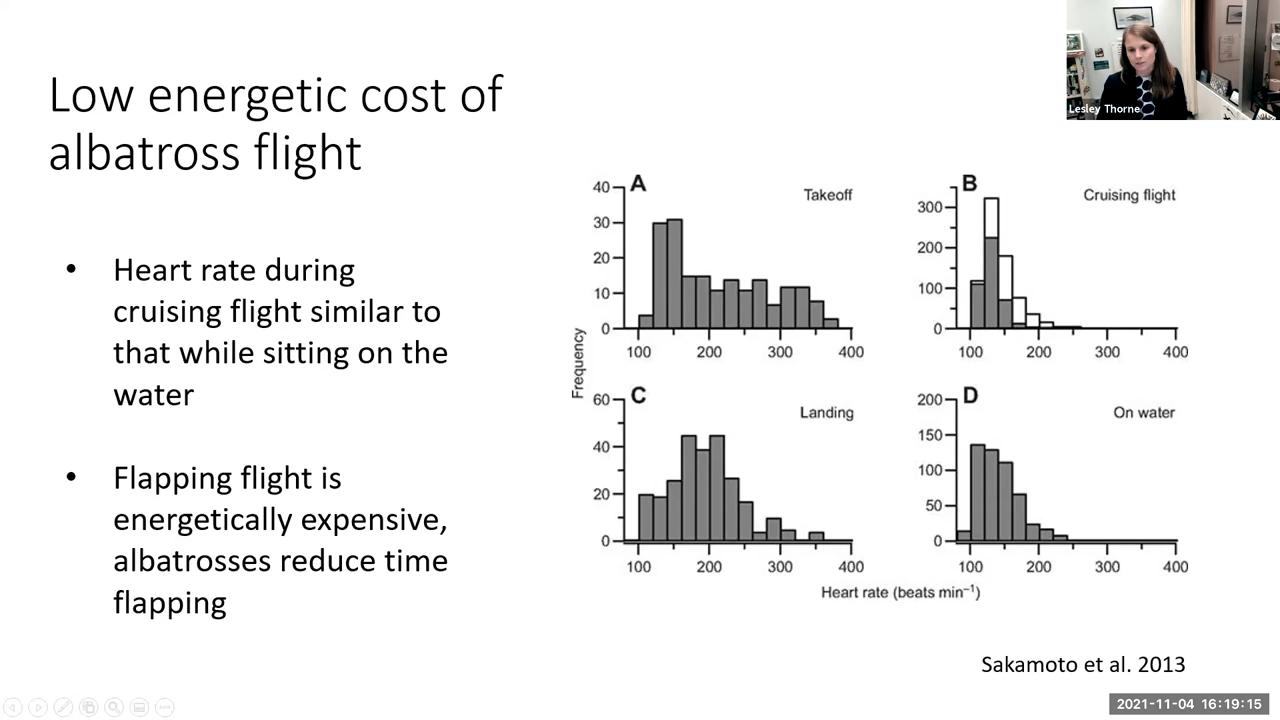 Low energetic cost of
albatross flight
• Heart rate during
cruising flight similar to
that while sitting on the
water
• Flapping flight is
energetically expensive,
albatrosses reduce time
flapping
Lesley Thorne
A
Takeoff
40
30
20
10
0
100 200 300 400
B
Cruising flight
300
200
100
0
100 200 300 400
Frequency
C
Landing
60
40
20
0
100 200 300 400
D
On water
200
150
100
50
0
100 200 300 400
Heart rate (beats min⁻¹)
Sakamoto et al. 2013
2021-11-04 16:19:15